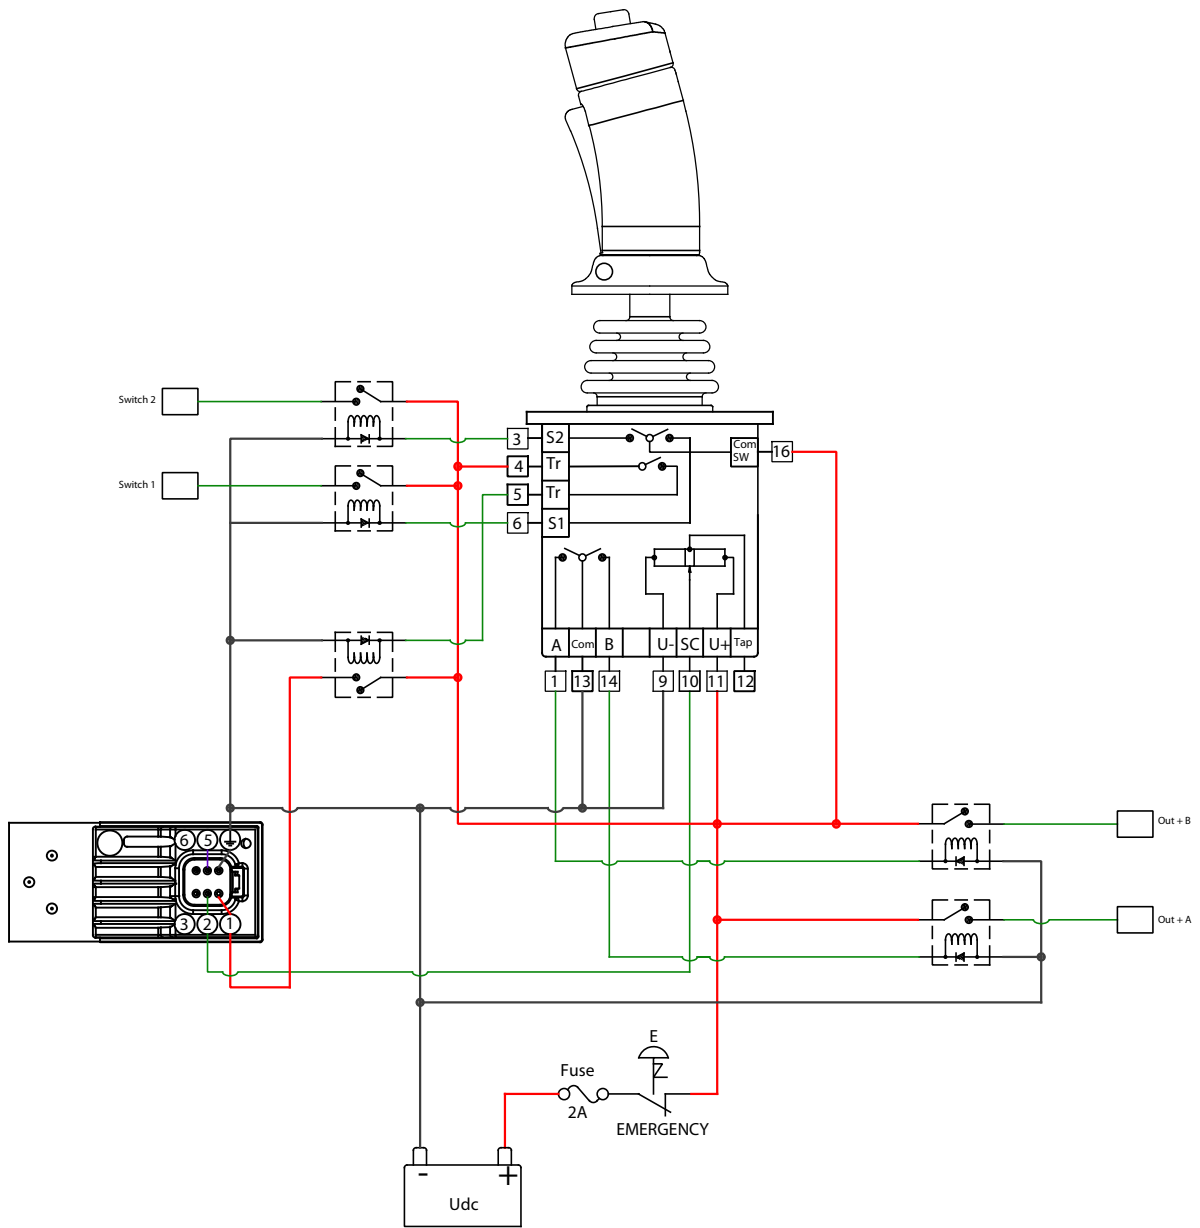 Switch 2
3
S2
Com
SW
16
4
Tr
Switch 1
5
Tr
6
S1
A
Com
B
U-
SC
U+
Tap
1
13
14
9
10
11
12
Out + B
6
5
3
2
1
Out + A
E
Fuse
2A
EMERGENCY
-
+
Udc